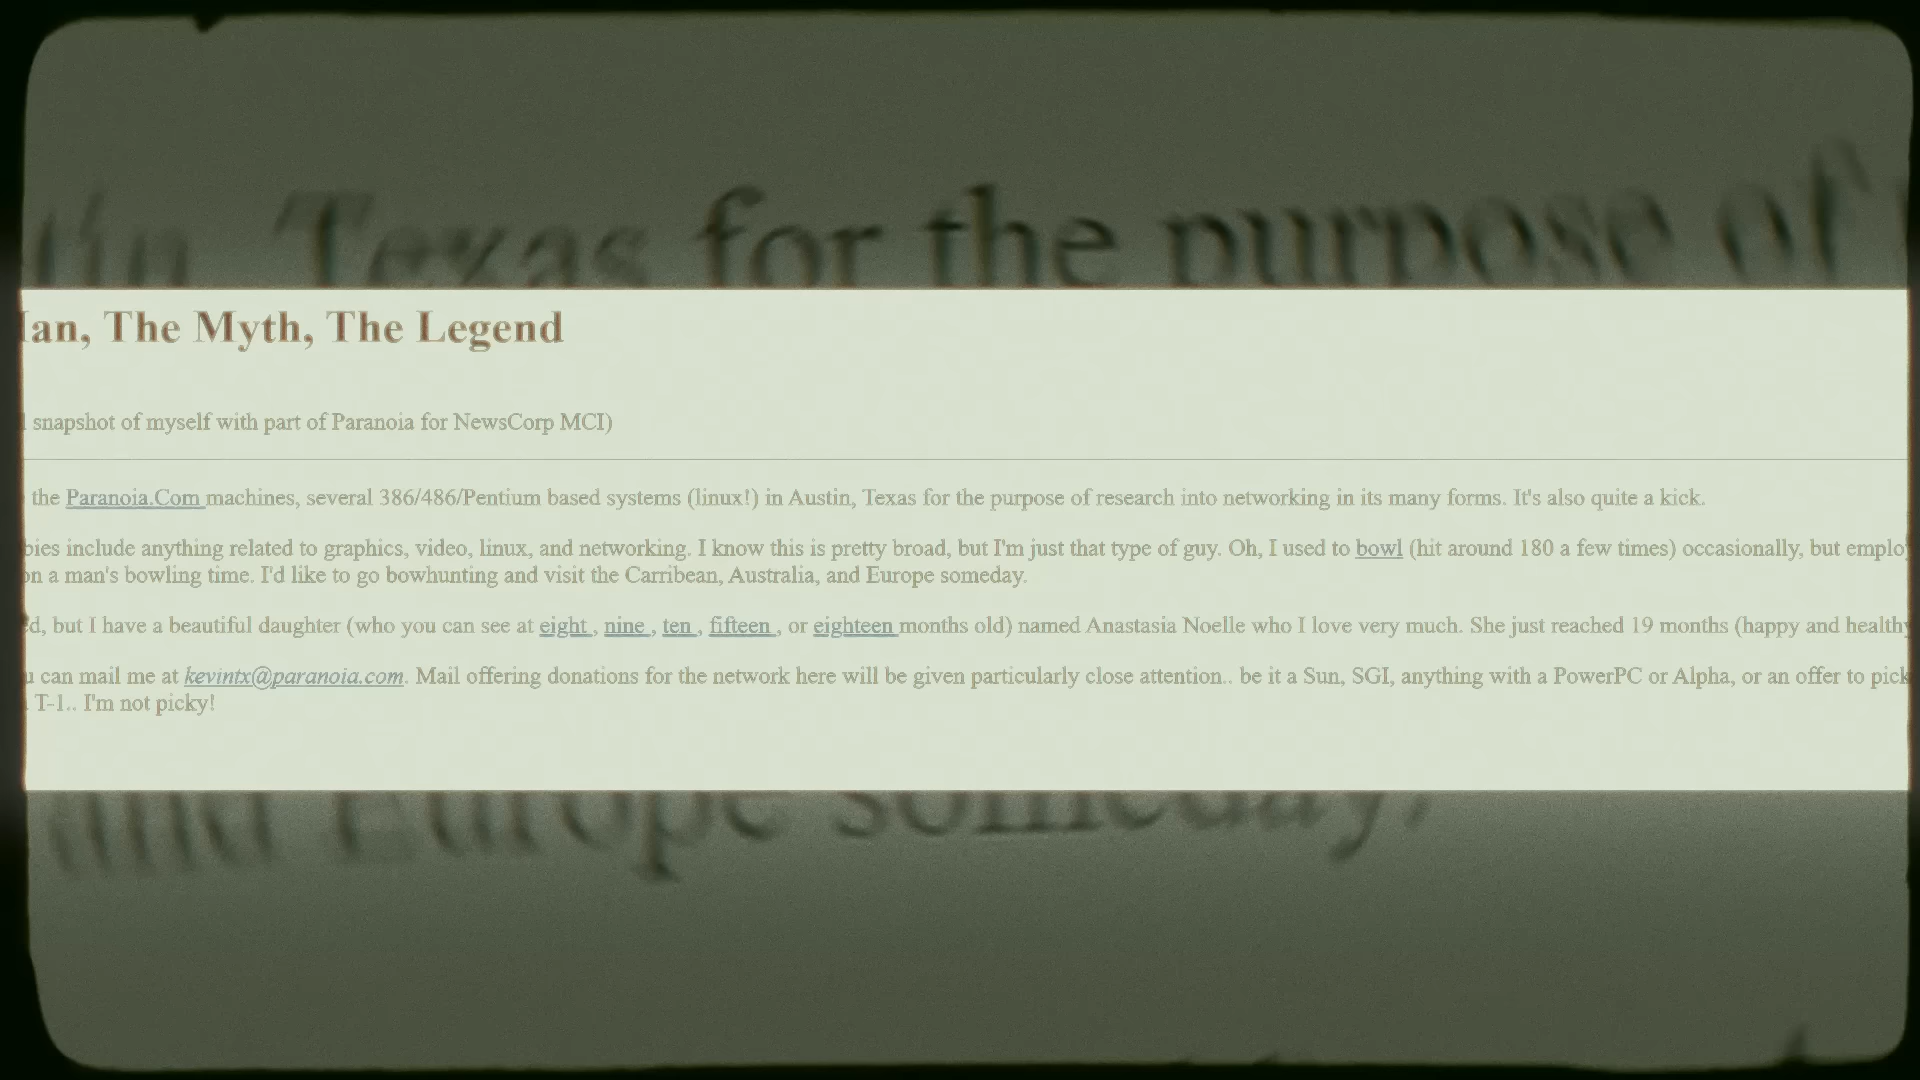 Texas for the purpose of
The Myth, The Legend
snapshot of myself with part of Paranoia for NewsCorp MCI)
the Paranoia.Com machines, several 386/486/Pentium based systems (linux!) in Austin, Texas for the purpose of research into networking in its many forms. It's also quite a kick.
include anything related to graphics, video, linux, and networking. I know this is pretty broad, but I'm just that type of guy. Oh, I used to bowl (hit around 180 a few times) occasionally, but
on a man's bowling time. I'd like to go bowhunting and visit the Carribean, Australia, and Europe someday.
but I have a beautiful daughter (who you can see at eight , nine , ten , fifteen , or eighteen months old) named Anastasia Noelle who I love very much. She just reached 19 months (happy and healthy
can mail me at kevintx@paranoia.com. Mail offering donations for the network here will be given particularly close attention.. be it a Sun, SGI, anything with a PowerPC or Alpha, or an offer to pick
T-1.. I'm not picky!
and Europe someday.